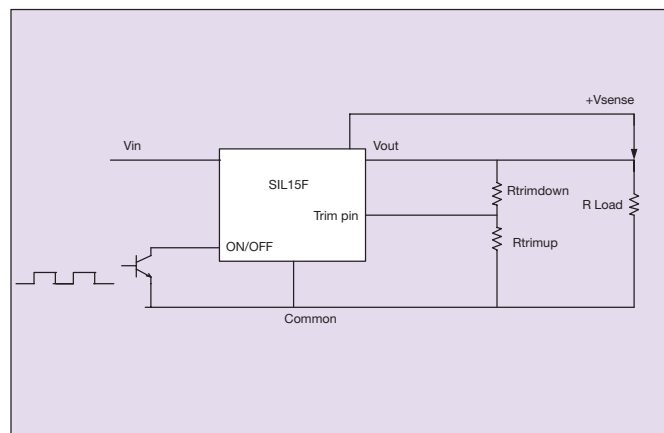 +Vsense
Vin
Vout
SIL15F
Rtrimdown
R Load
Trim pin
Rtrimup
ON/OFF
Common